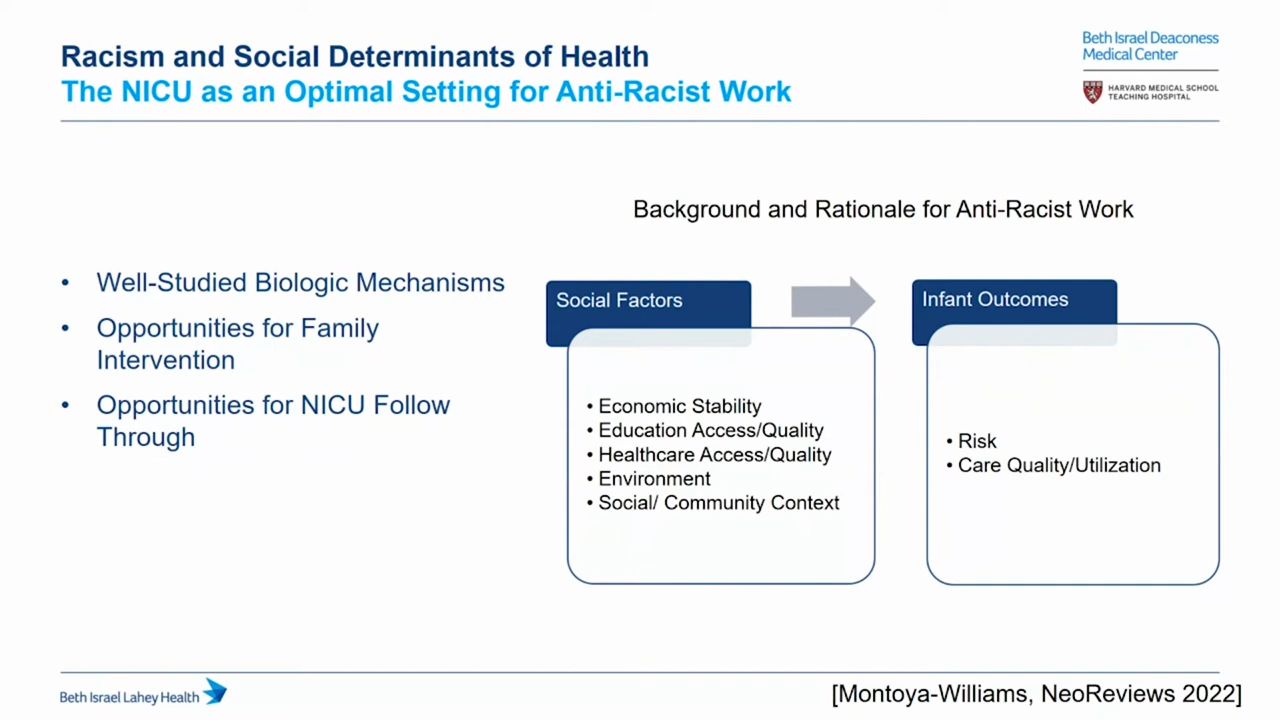 Racism and Social Determinants of Health
The NICU as an Optimal Setting for Anti-Racist Work
Beth Israel Deaconess
Medical Center
HARVARD MEDICAL SCHOOL
TEACHING HOSPITAL
• Well-Studied Biologic Mechanisms
• Opportunities for Family
Intervention
• Opportunities for NICU Follow
Through
Background and Rationale for Anti-Racist Work
Social Factors
• Economic Stability
• Education Access/Quality
• Healthcare Access/Quality
• Environment
• Social/ Community Context
Infant Outcomes
• Risk
• Care Quality/Utilization
Beth Israel Lahey Health
[Montoya-Williams, NeoReviews 2022]